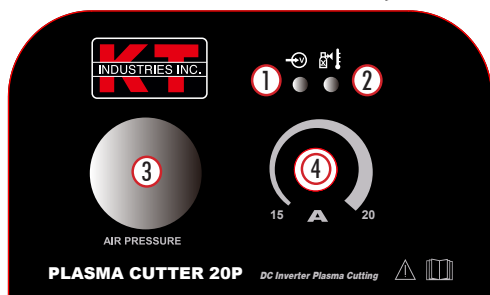 KT
INDUSTRIES INC.
V
1
2
3
4
15 A 20
AIR PRESSURE
PLASMA CUTTER 20P DC Inverter Plasma Cutting